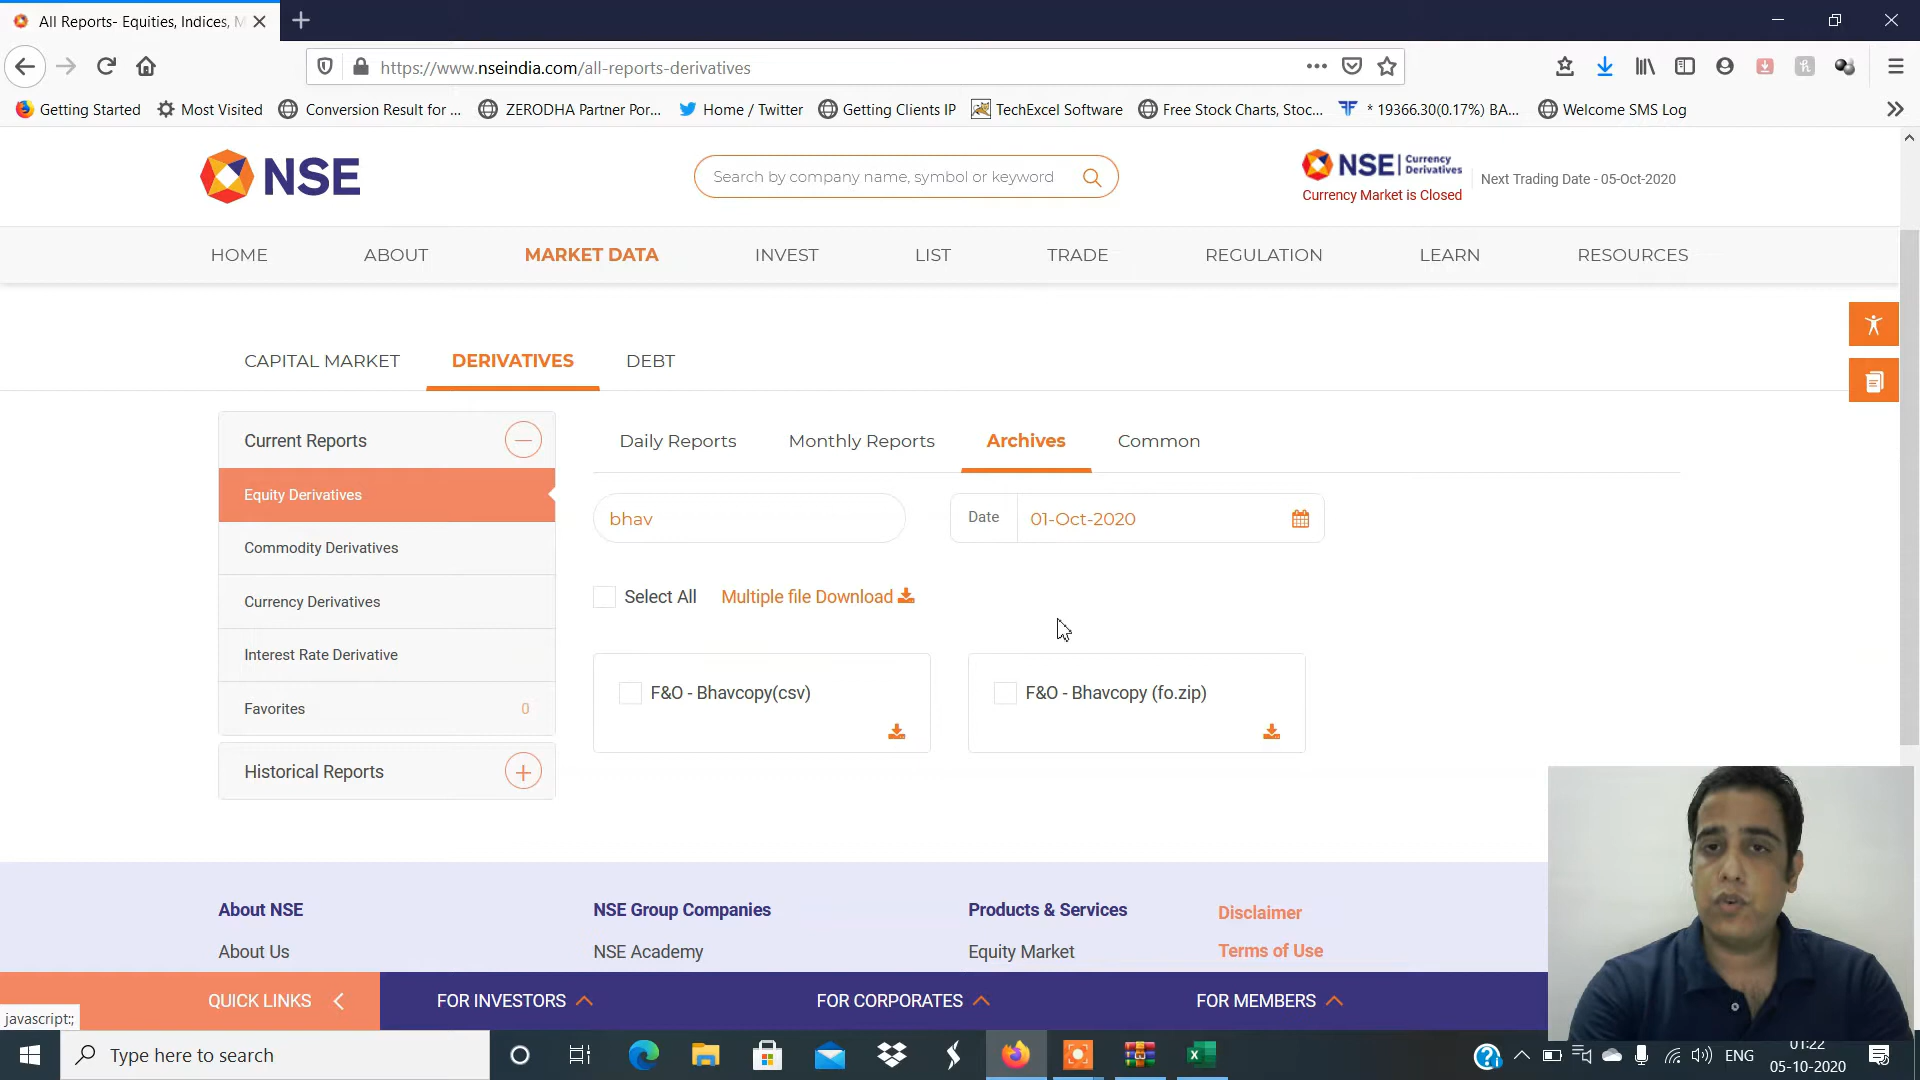 All Reports- Equities, Indices, M
https://www.nseindia.com/all-reports-derivatives
Getting Started
Most Visited
Conversion Result for ...
ZERODHA Partner Por...
Home / Twitter
Getting Clients IP
TechExcel Software
Free Stock Charts, Stoc...
* 19366.30(0.17%) BA...
Welcome SMS Log
NSE
Search by company name, symbol or keyword
NSE Currency Derivatives
Currency Market is Closed
Next Trading Date - 05-Oct-2020
HOME
ABOUT
MARKET DATA
INVEST
LIST
TRADE
REGULATION
LEARN
RESOURCES
CAPITAL MARKET
DERIVATIVES
DEBT
Current Reports
Equity Derivatives
Commodity Derivatives
Currency Derivatives
Interest Rate Derivative
Favorites 0
Historical Reports
Daily Reports
Monthly Reports
Archives
Common
bhav
Date 01-Oct-2020
Select All
Multiple file Download
F&O - Bhavcopy(csv)
F&O - Bhavcopy (fo.zip)
About NSE
About Us
NSE Group Companies
NSE Academy
Products & Services
Equity Market
Disclaimer
Terms of Use
QUICK LINKS
FOR INVESTORS
FOR CORPORATES
FOR MEMBERS
javascript:;
Type here to search
ENG
01:22
05-10-2020